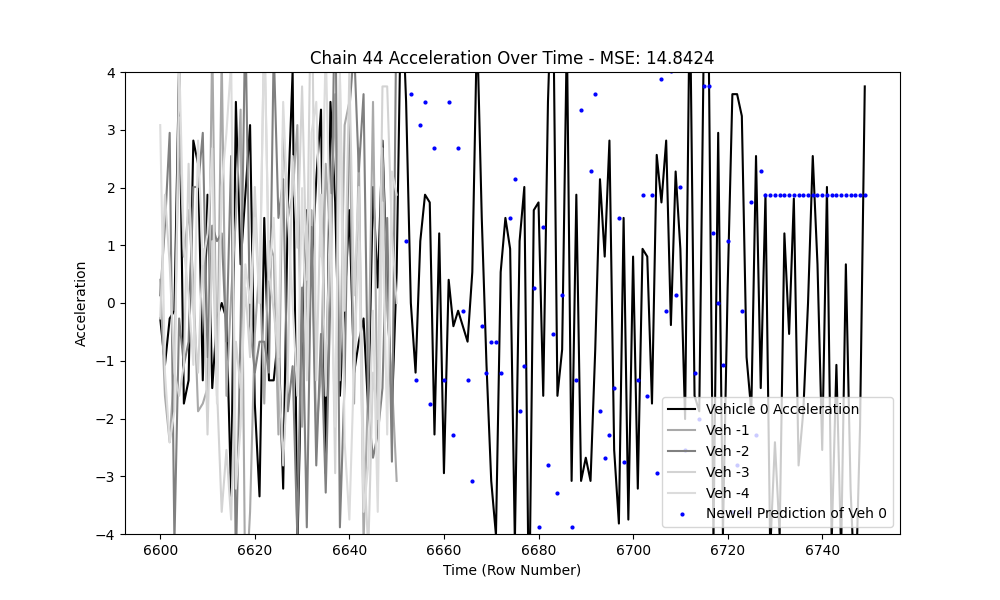 Chain 44 Acceleration Over Time - MSE: 14.8424
4
3
2
1
0
−1
−2
−3
−4
Acceleration
Vehicle 0 Acceleration
Veh -1
Veh -2
Veh -3
Veh -4
Newell Prediction of Veh 0
6600 6620 6640 6660 6680 6700 6720 6740
Time (Row Number)